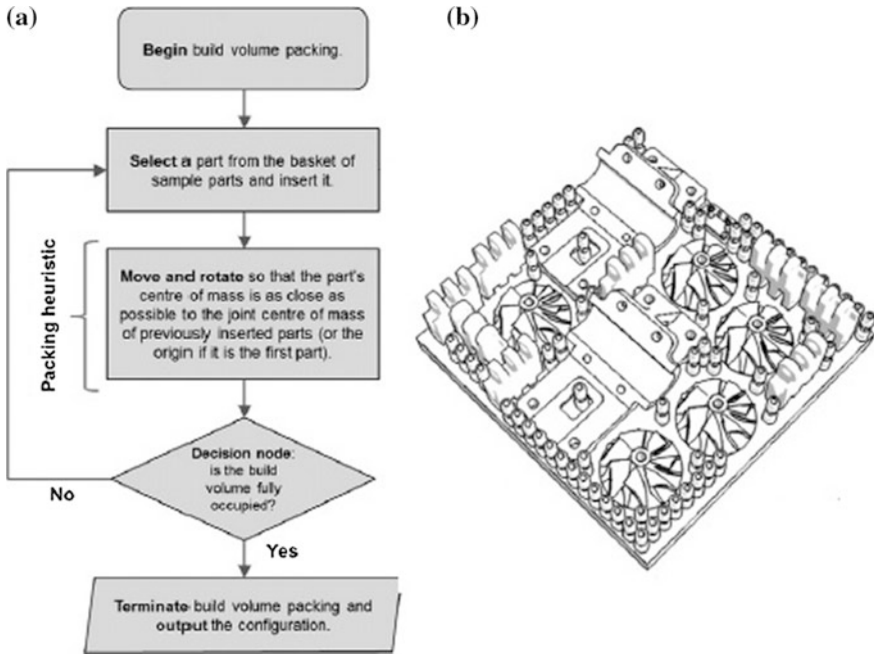 (a)
(b)
Begin build volume packing.
Select a part from the basket of
sample parts and insert it.
Packing heuristic
Move and rotate so that the part's
centre of mass is as close as
possible to the joint centre of mass
of previously inserted parts (or the
origin if it is the first part).
Decision node:
is the build
volume fully
occupied?
No
Yes
Terminate build volume packing and
output the configuration.